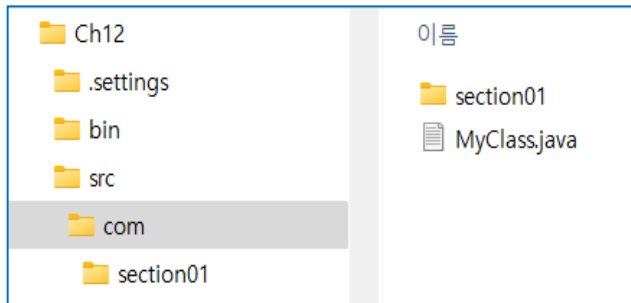 Ch12
.settings
bin
src
com
section01
이름
section01
MyClass.java